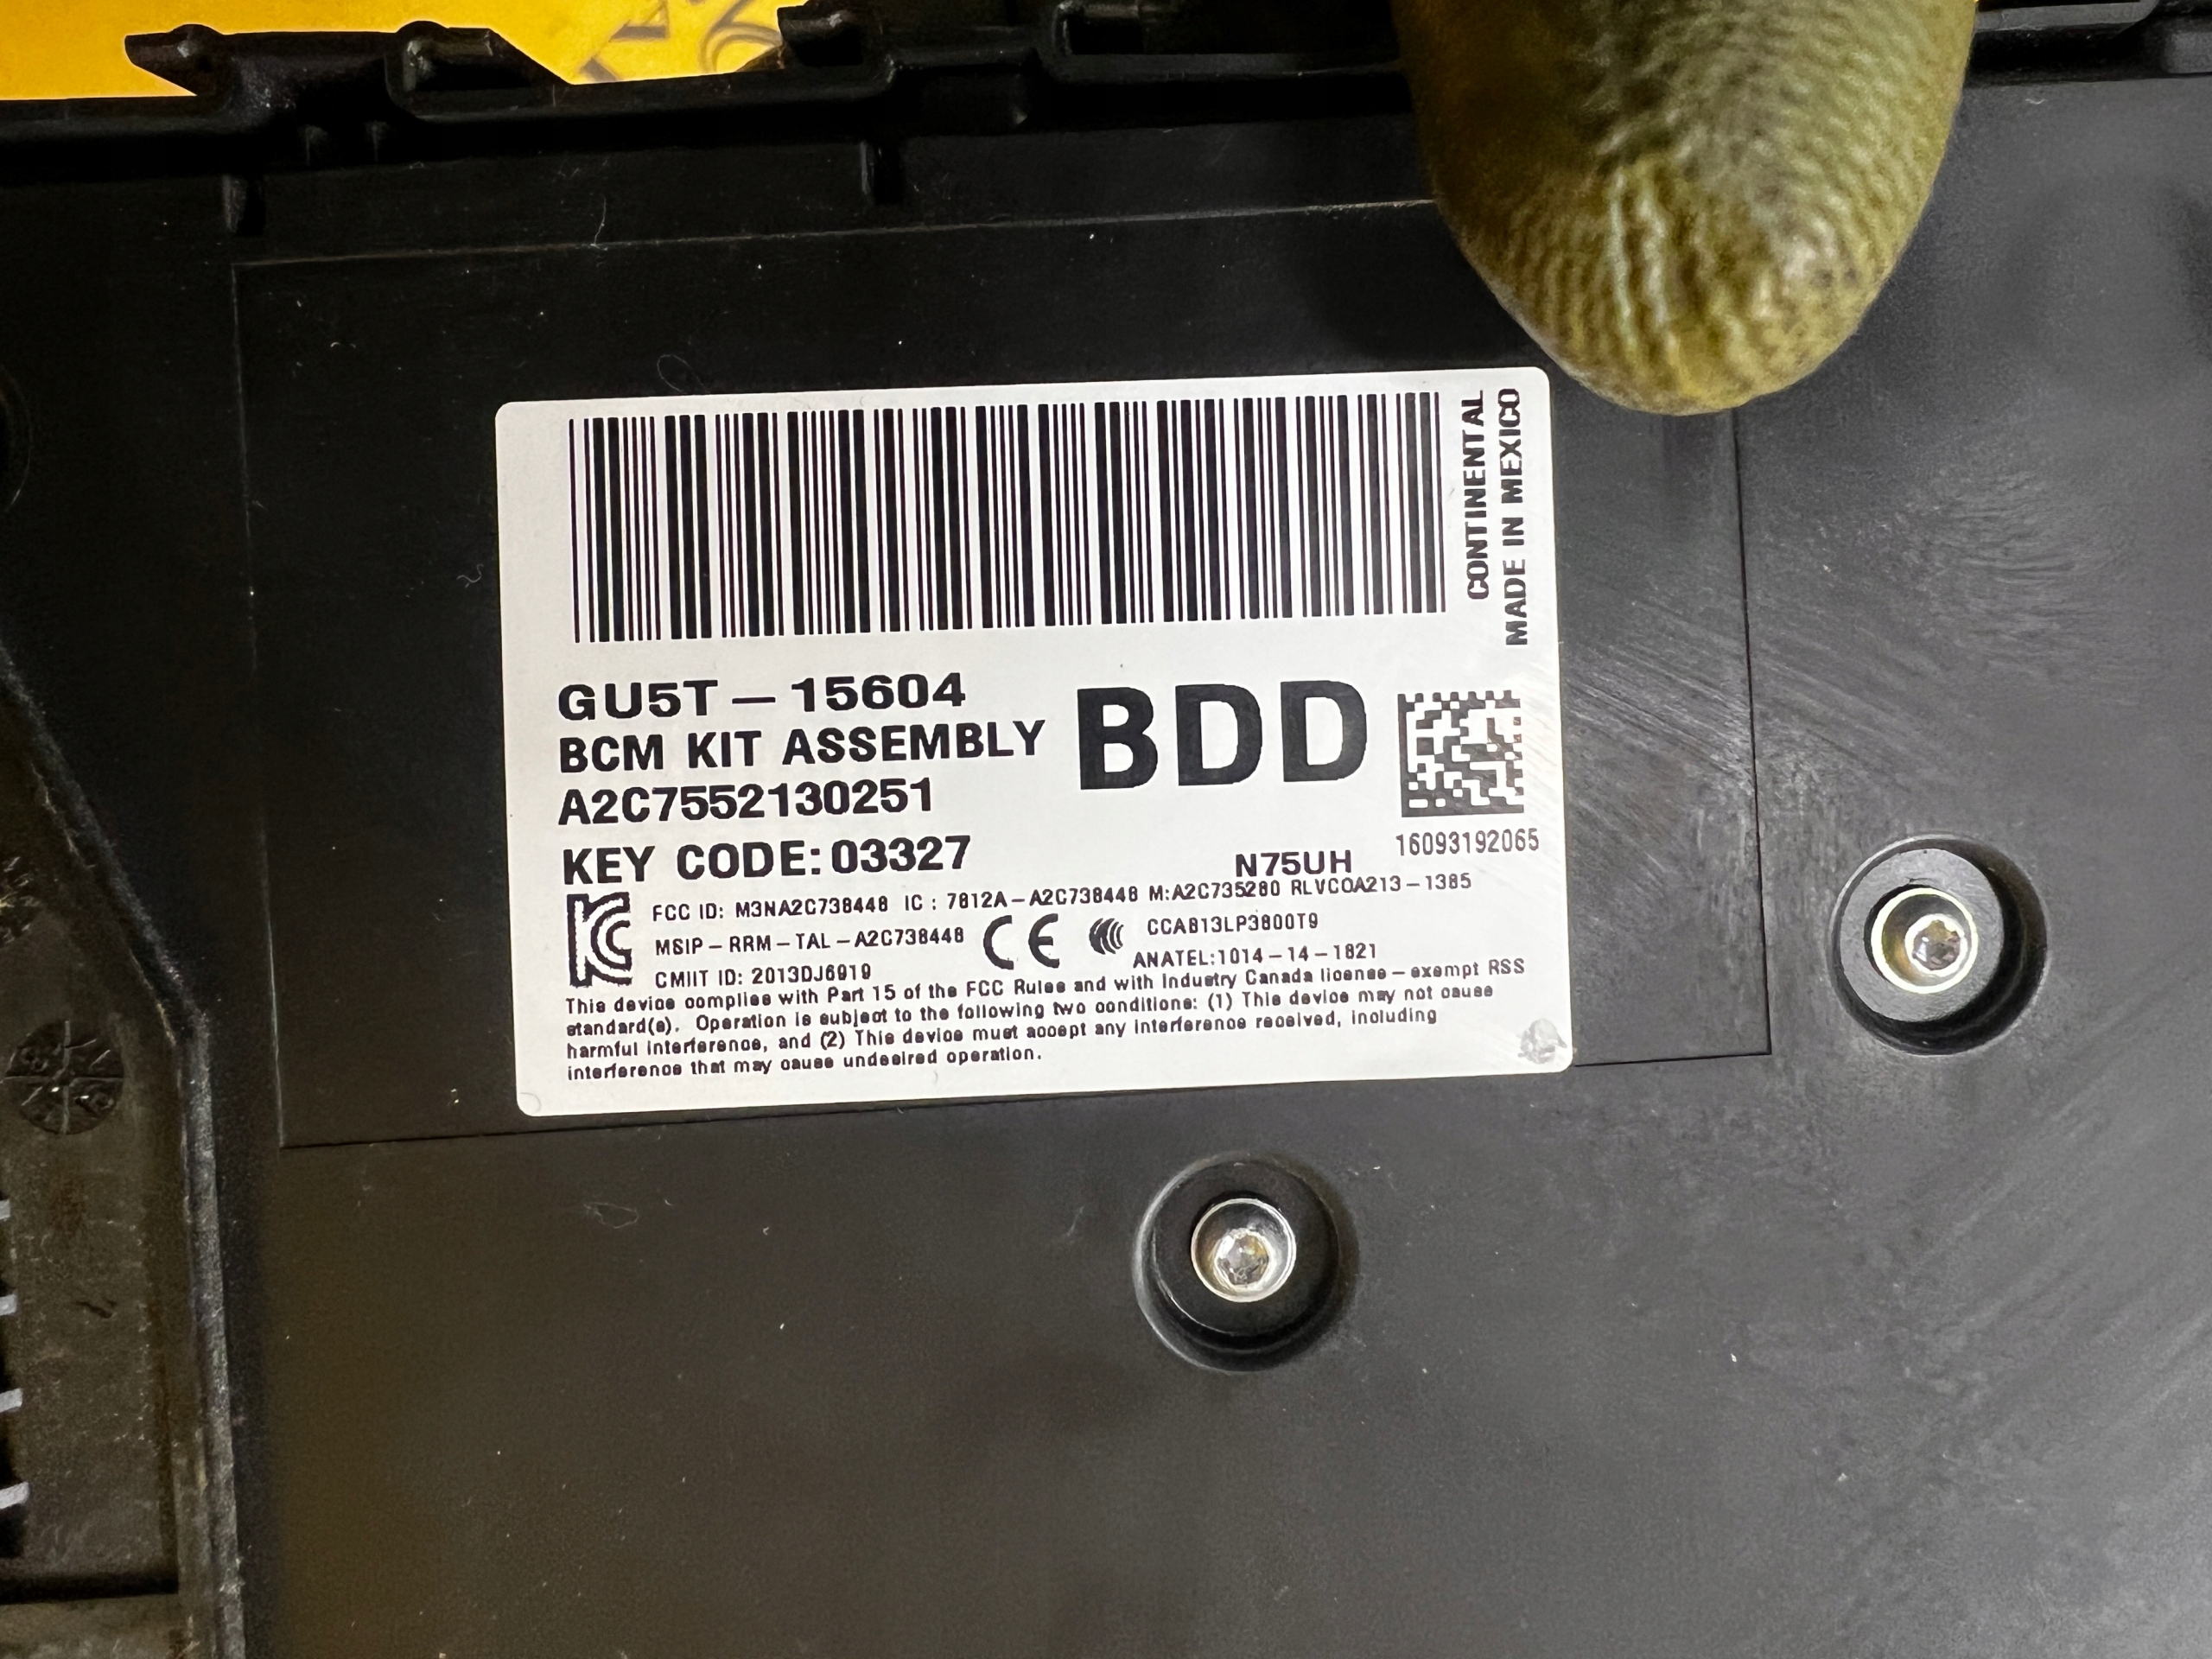 CONTINENTAL
MADE IN MEXICO
GU5T – 15604
BCM KIT ASSEMBLY
BDD
A2C7552130251
KEY CODE: 03327
N75UH
16093192065
FCC ID: M3NA2C738448 IC : 7812A – A2C738448 M:A2C735280 RLVCOA213 – 1385
MSIP – RRM – TAL – A2C738448
CE
CCAB13LP3800T9
CMIIT ID: 2013DJ6919
ANATEL:1014 – 14 – 1821
This device complies with Part 15 of the FCC Rules and with Industry Canada license – exempt RSS
standard(s). Operation is subject to the following two conditions: (1) This device may not cause
harmful interference, and (2) This device must accept any interference received, including
interference that may cause undesired operation.